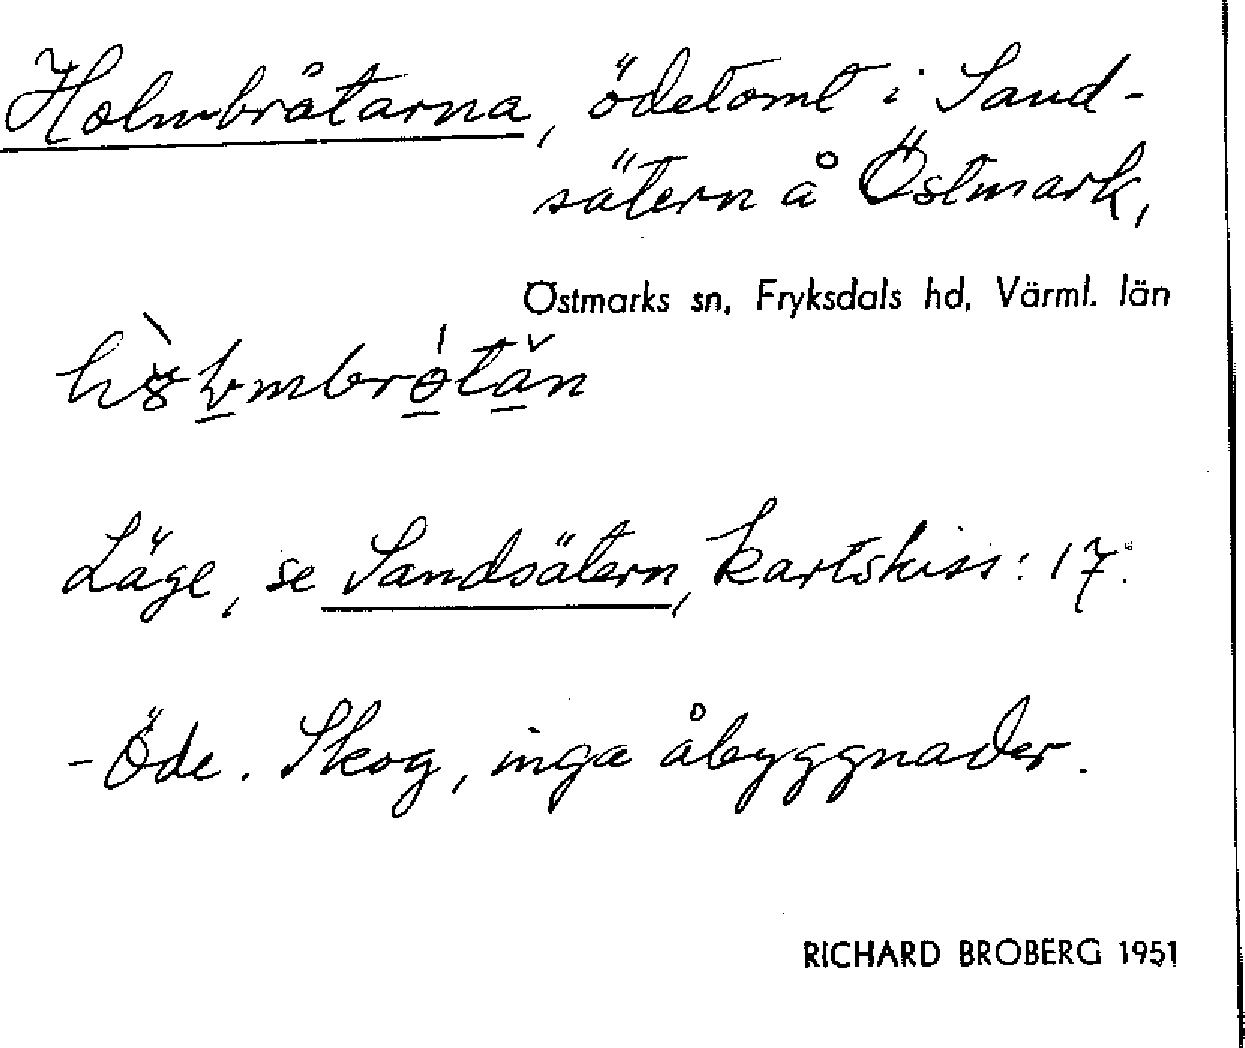 Holmbråtarna, ödetomt i Sand-
sätern å Östmark,
Östmarks sn, Fryksdals hd, Värml. län
Läge, se Sandsätern, kartskiss: 17.
- Öde. Skog, inga åbyggnader.
RICHARD BROBERG 1951